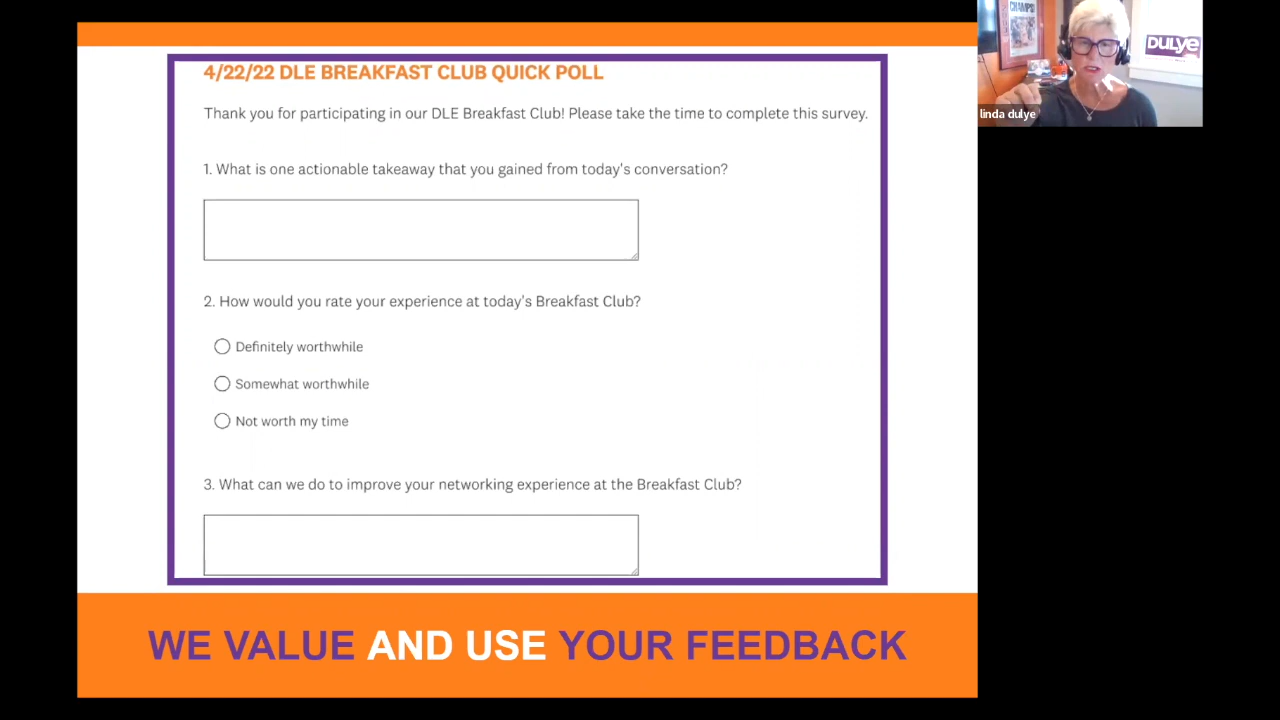 4/22/22 DLE BREAKFAST CLUB QUICK POLL
Thank you for participating in our DLE Breakfast Club! Please take the time to complete this survey.
1. What is one actionable takeaway that you gained from today's conversation?
2. How would you rate your experience at today's Breakfast Club?
Definitely worthwhile
Somewhat worthwhile
Not worth my time
3. What can we do to improve your networking experience at the Breakfast Club?
WE VALUE AND USE YOUR FEEDBACK
CHAMPS!
DULYE
linda dulye